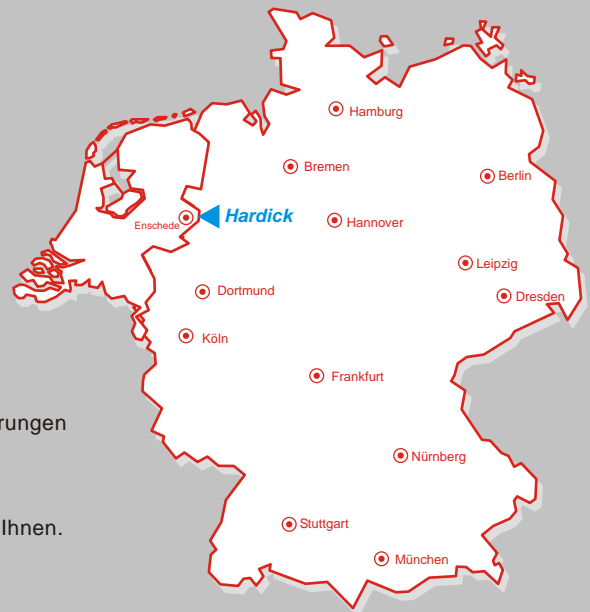 Hamburg
Bremen
Berlin
Enschede
Hardick
Hannover
Leipzig
Dortmund
Dresden
Köln
Frankfurt
rungen
Nürnberg
Stuttgart
Ihnen.
München